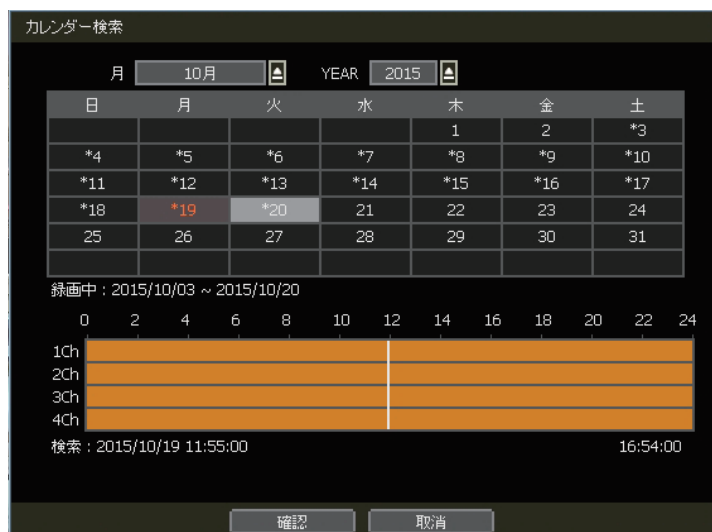 カレンダー検索
月 10月 YEAR 2015
日 月 火 水 木 金 土
1 2 *3
*4 *5 *6 *7 *8 *9 *10
*11 *12 *13 *14 *15 *16 *17
*18 *19 *20 21 22 23 24
25 26 27 28 29 30 31
録画中：2015/10/03 ~ 2015/10/20
0 2 4 6 8 10 12 14 16 18 20 22 24
1Ch
2Ch
3Ch
4Ch
検索：2015/10/19 11:55:00 16:54:00
確認 取消